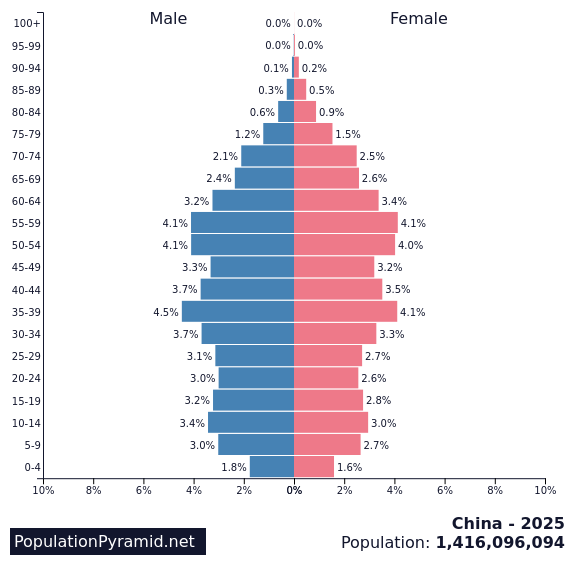 Male Female
100+ 0.0% 0.0%
95-99 0.0% 0.0%
90-94 0.1% 0.2%
85-89 0.3% 0.5%
80-84 0.6% 0.9%
75-79 1.2% 1.5%
70-74 2.1% 2.5%
65-69 2.4% 2.6%
60-64 3.2% 3.4%
55-59 4.1% 4.1%
50-54 4.1% 4.0%
45-49 3.3% 3.2%
40-44 3.7% 3.5%
35-39 4.5% 4.1%
30-34 3.7% 3.3%
25-29 3.1% 2.7%
20-24 3.0% 2.6%
15-19 3.2% 2.8%
10-14 3.4% 3.0%
5-9 3.0% 2.7%
0-4 1.8% 1.6%
10% 8% 6% 4% 2% 0% 2% 4% 6% 8% 10%
China - 2025
PopulationPyramid.net Population: 1,416,096,094